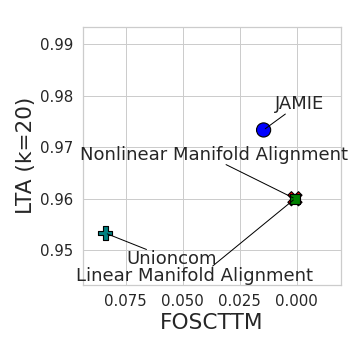 0.99
0.98
JAMIE
0.97
Nonlinear Manifold Alignment
0.96
0.95
Unioncom
Linear Manifold Alignment
LTA (k=20)
0.075 0.050 0.025 0.000
FOSCTTM